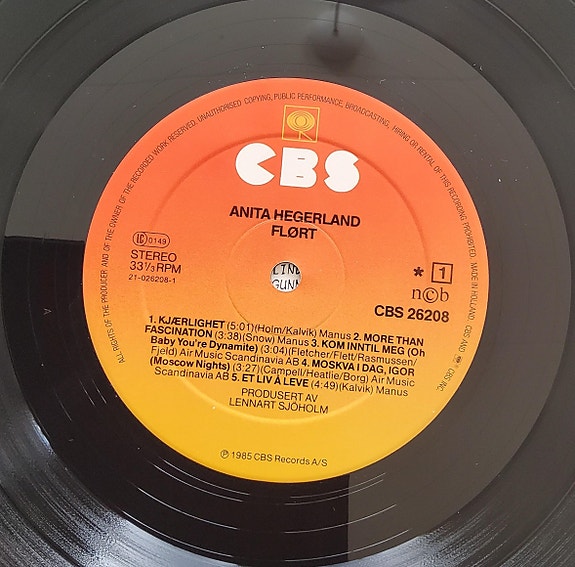 ALL RIGHTS OF THE PRODUCER AND OF THE OWNER OF THE RECORDED WORK RESERVED. UNAUTHORISED COPYING, PUBLIC PERFORMANCE, BROADCASTING, HIRING OR RENTAL OF THIS RECORDING PROHIBITED. MADE IN HOLLAND. CBS AND ® CBS INC.
CBS
ANITA HEGERLAND
FLØRT
LC 0149
STEREO
33 1/3 RPM
21-026208-1
* 1
n©b
CBS 26208
LIND
GUNN
1. KJÆRLIGHET (5:01)(Holm/Kalvik) Manus 2. MORE THAN
FASCINATION (3:38)(Snow) Manus 3. KOM INNTIL MEG (Oh
Baby You're Dynamite) (3:04)(Fletcher/Flett/Rasmussen/
Fjeld) Air Music Scandinavia AB 4. MOSKVA I DAG, IGOR
(Moscow Nights) (3:27)(Campell/Heatlie/Borg) Air Music
Scandinavia AB 5. ET LIV Å LEVE (4:49)(Kalvik) Manus
PRODUSERT AV
LENNART SJÖHOLM
℗ 1985 CBS Records A/S